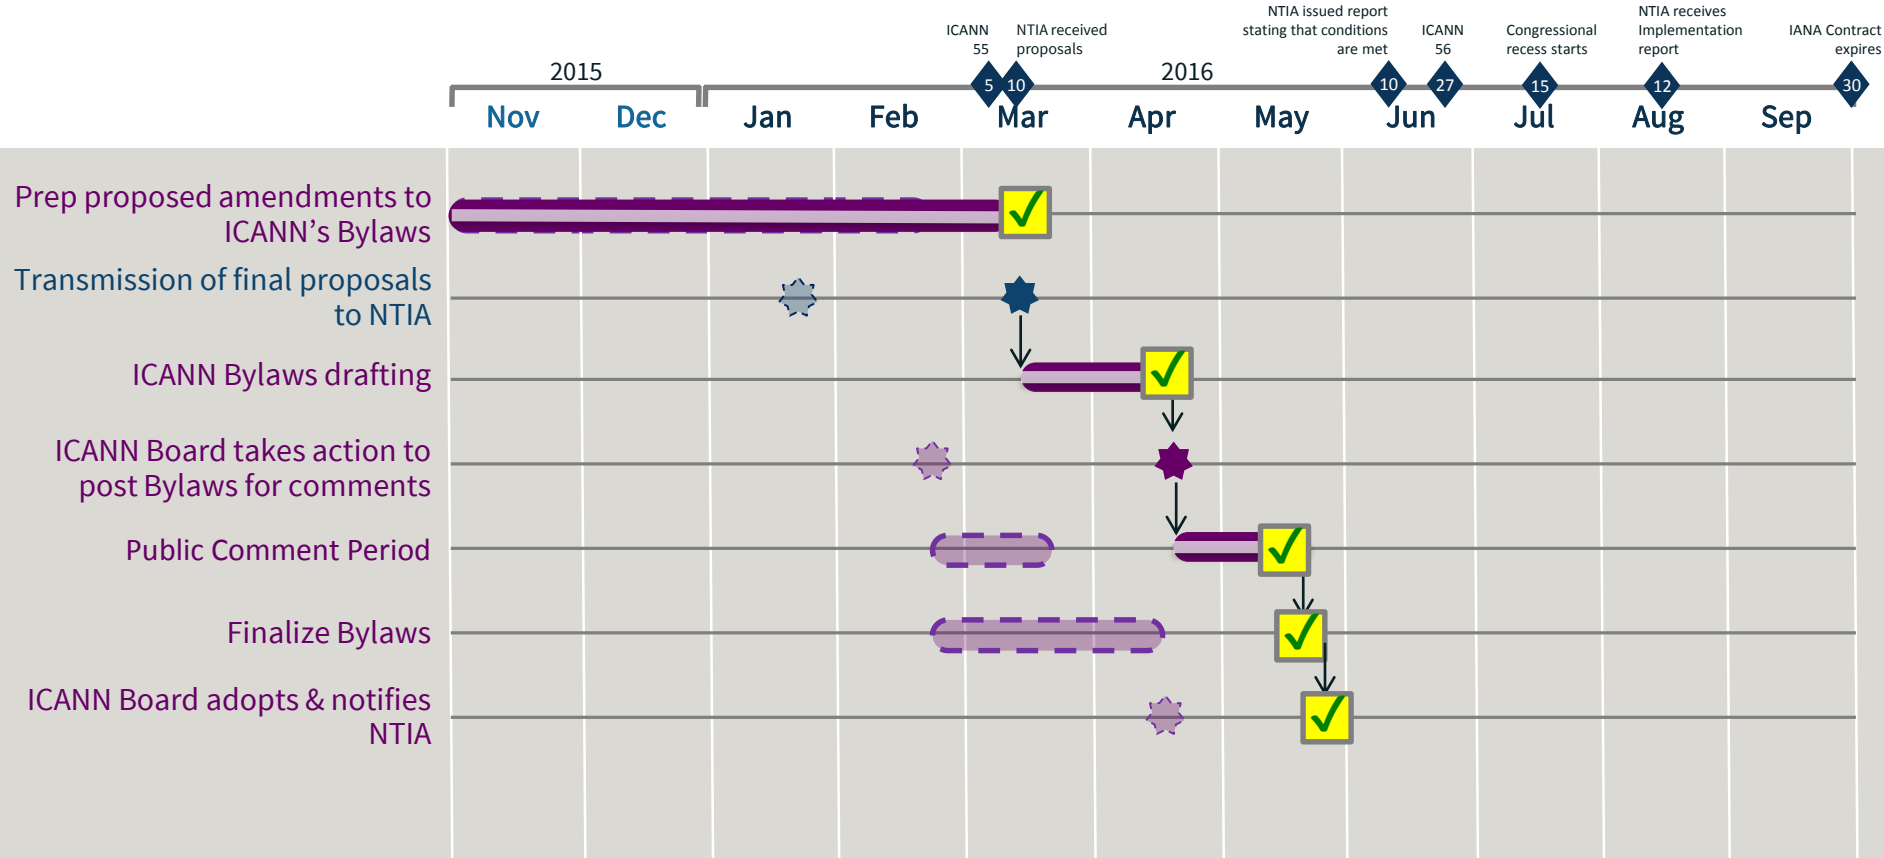 NTIA issued report
stating that conditions
are met
NTIA receives
Implementation
report
ICANN
55
NTIA received
proposals
ICANN
56
Congressional
recess starts
IANA Contract
expires
2015
2016
5
10
10
27
15
12
30
Nov
Dec
Jan
Feb
Mar
Apr
May
Jun
Jul
Aug
Sep
Prep proposed amendments to
ICANN’s Bylaws
Transmission of final proposals
to NTIA
ICANN Bylaws drafting
ICANN Board takes action to
post Bylaws for comments
Public Comment Period
Finalize Bylaws
ICANN Board adopts & notifies
NTIA